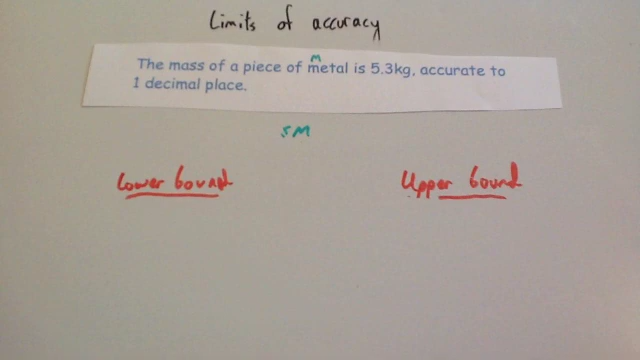 Limits of accuracy
M
The mass of a piece of metal is 5.3kg, accurate to
1 decimal place.
≤ M
Lower bound
Upper bound